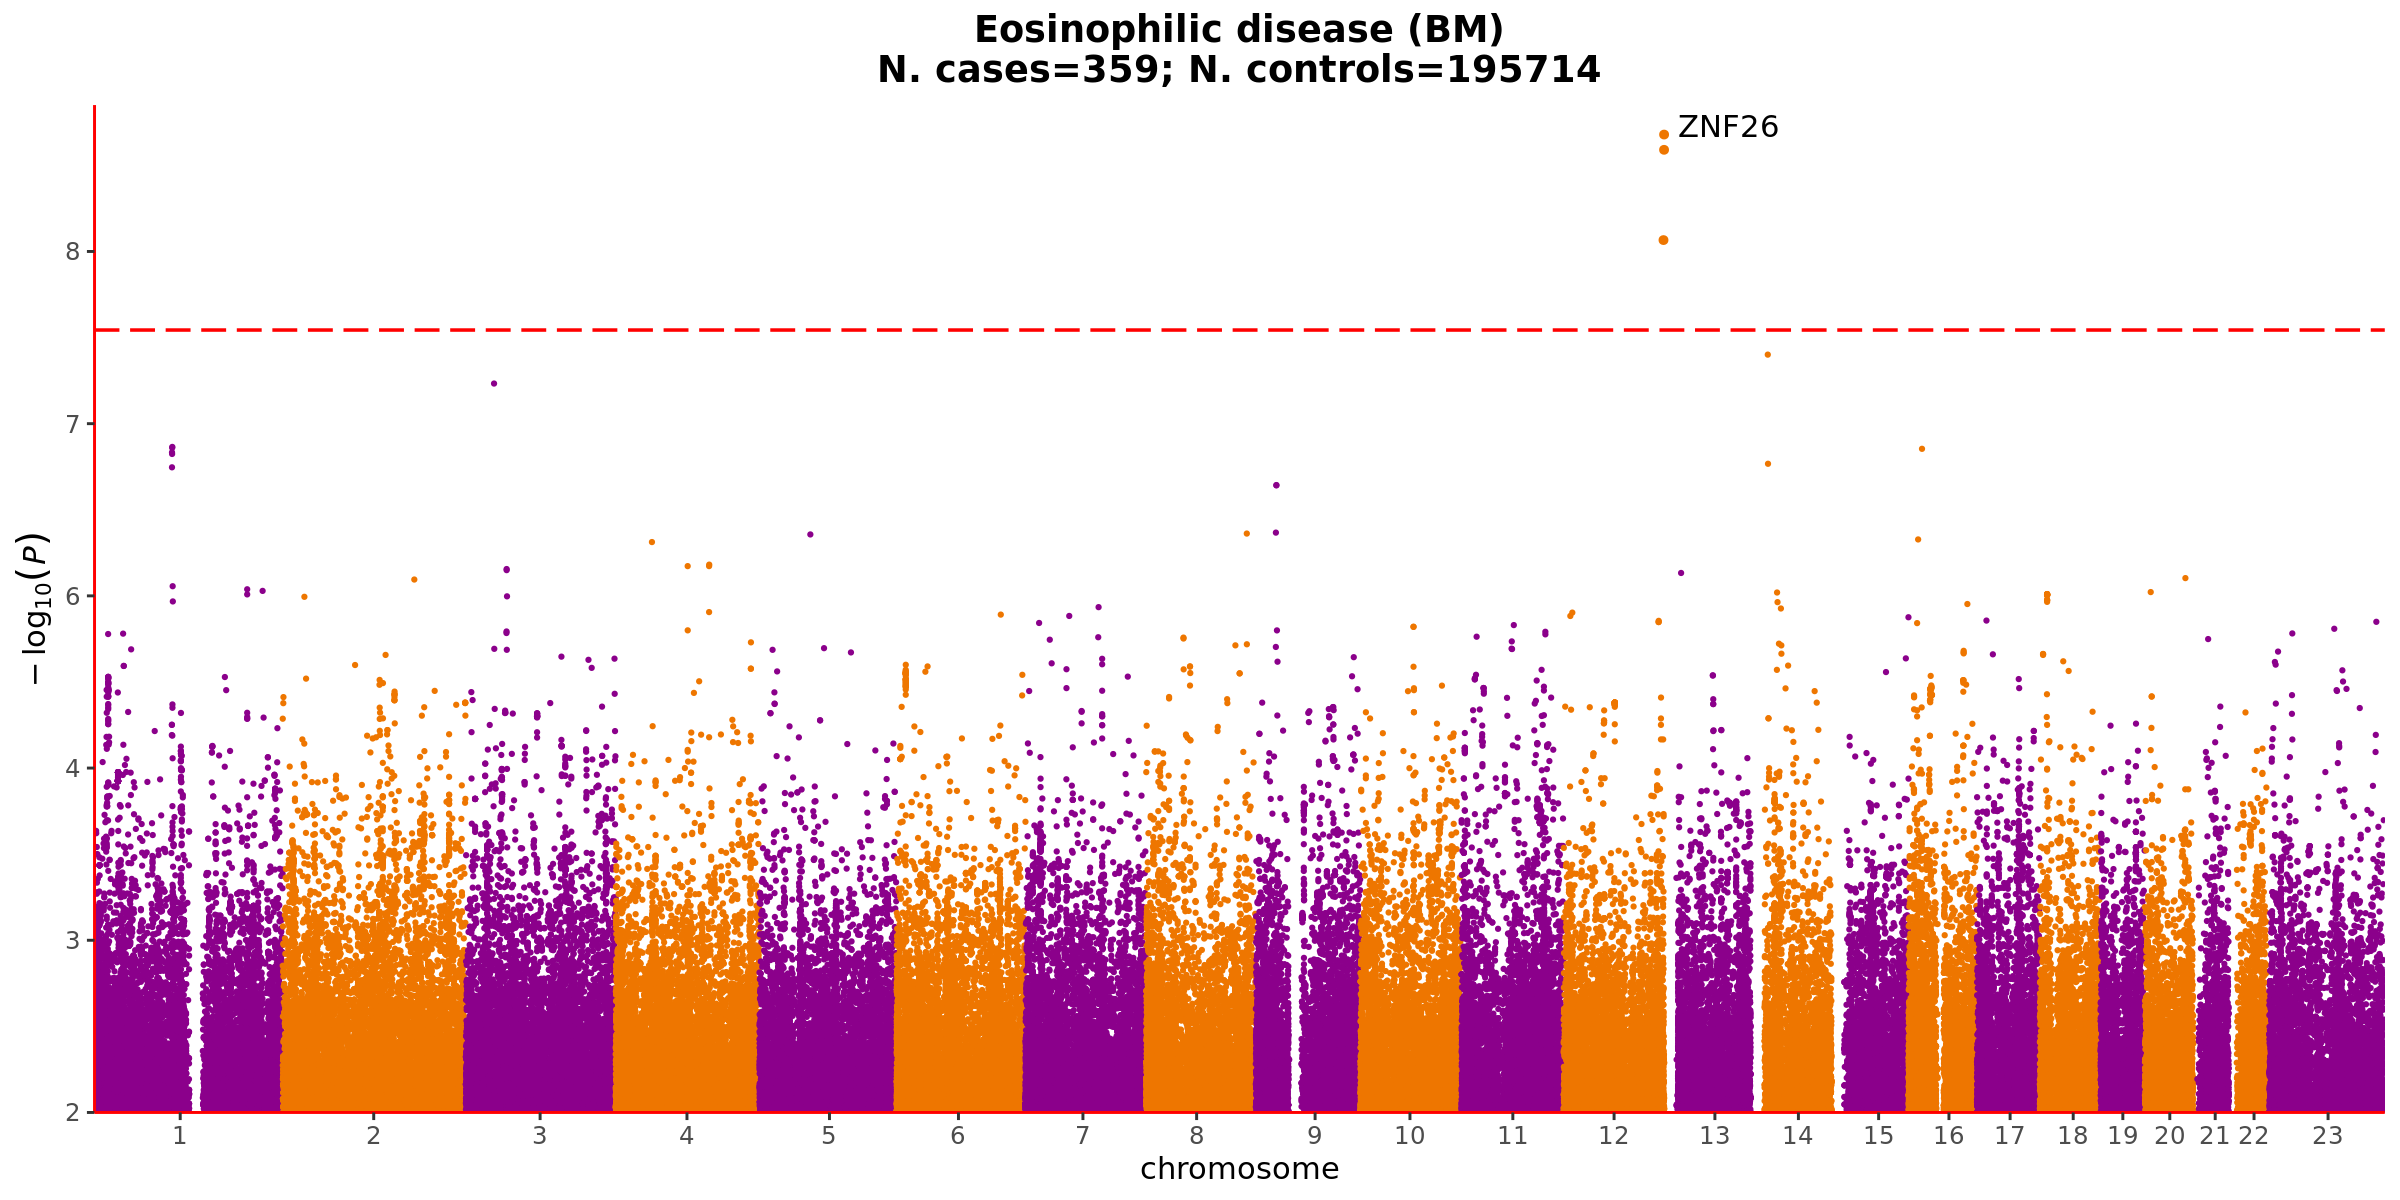 Eosinophilic disease (BM)
N. cases=359; N. controls=195714
ZNF26
8
7
6
4
3
2
−log10(P)
1 2 3 4 5 6 7 8 9 10 11 12 13 14 15 16 17 18 19 20 21 22 23
chromosome